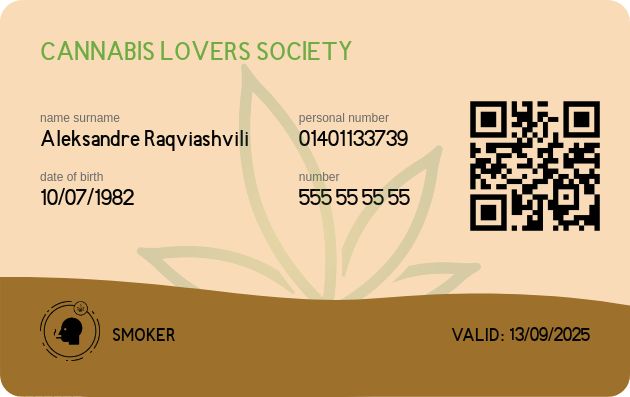 CANNABIS LOVERS SOCIETY
name surname
Aleksandre Raqviashvili
personal number
01401133739
date of birth
10/07/1982
number
555 55 55 55
SMOKER
VALID: 13/09/2025